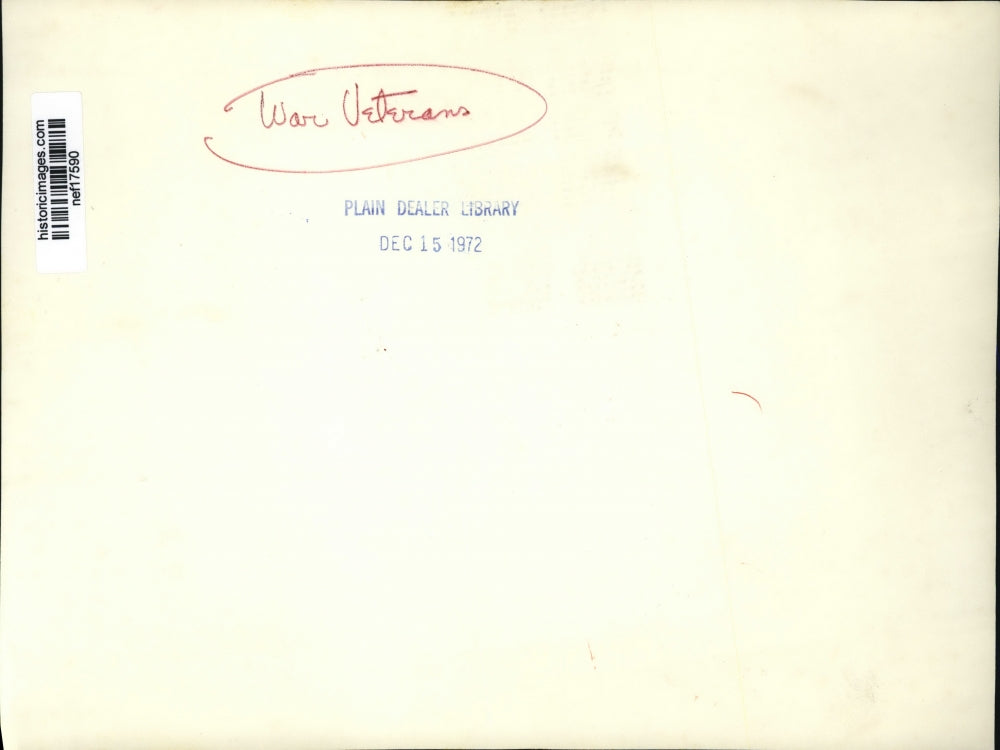 War Veterans
PLAIN DEALER LIBRARY
DEC 15 1972
historicimages.com
nef17590